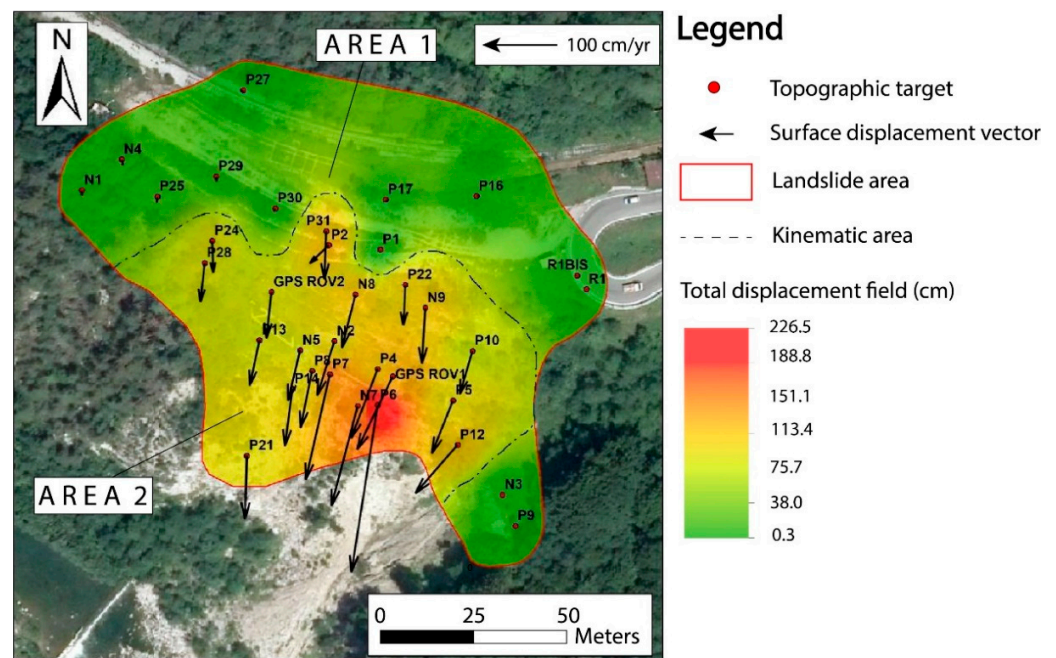 N
AREA 1
100 cm/yr
P27
N4
N1
P25
P29
P30
P17
P16
P31
P2
P1
P24
P28
R1BIS
R1
GPS ROV2
N8
P22
N9
N2
P10
N5
P8
P7
P4
GPS ROV1
P14
N7
P6
P5
P12
P21
AREA 2
N3
P9
0 25 50
Meters
Legend
Topographic target
Surface displacement vector
Landslide area
Kinematic area
Total displacement field (cm)
226.5
188.8
151.1
113.4
75.7
38.0
0.3